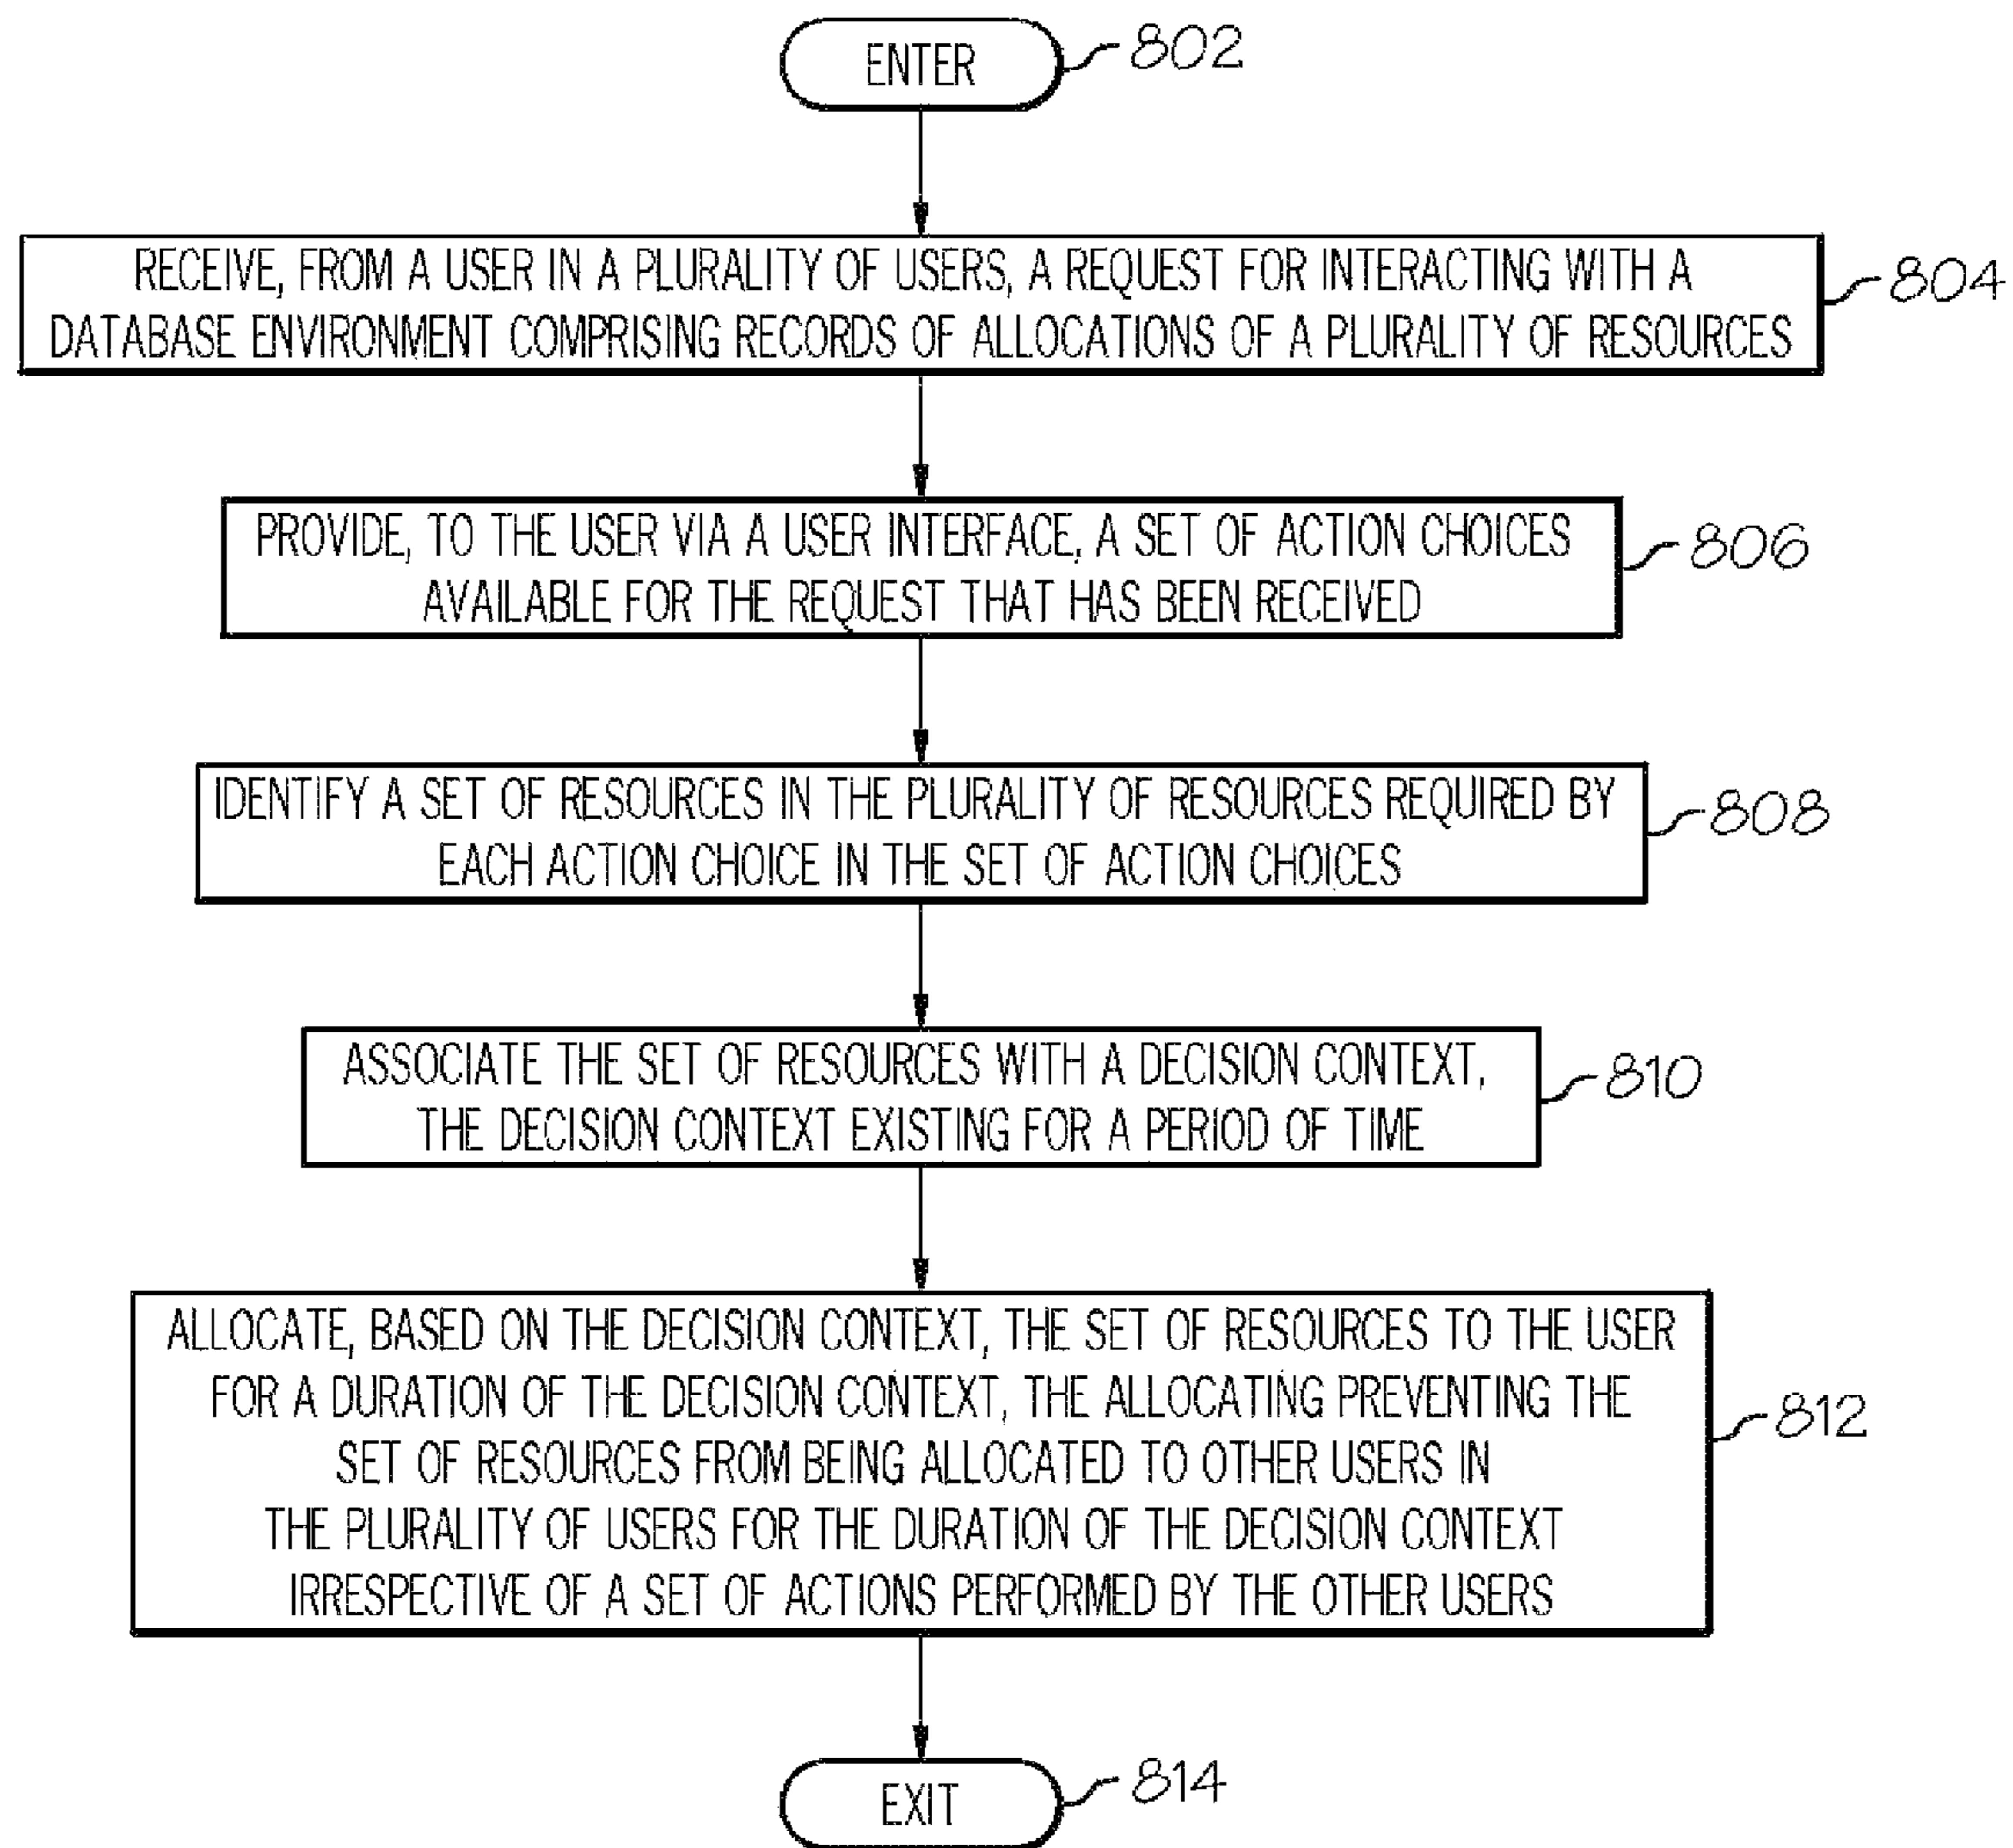 ENTER
802
RECEIVE, FROM A USER IN A PLURALITY OF USERS, A REQUEST FOR INTERACTING WITH A
DATABASE ENVIRONMENT COMPRISING RECORDS OF ALLOCATIONS OF A PLURALITY OF RESOURCES
804
PROVIDE, TO THE USER VIA A USER INTERFACE, A SET OF ACTION CHOICES
AVAILABLE FOR THE REQUEST THAT HAS BEEN RECEIVED
806
IDENTIFY A SET OF RESOURCES IN THE PLURALITY OF RESOURCES REQUIRED BY
EACH ACTION CHOICE IN THE SET OF ACTION CHOICES
808
ASSOCIATE THE SET OF RESOURCES WITH A DECISION CONTEXT,
THE DECISION CONTEXT EXISTING FOR A PERIOD OF TIME
810
ALLOCATE, BASED ON THE DECISION CONTEXT, THE SET OF RESOURCES TO THE USER
FOR A DURATION OF THE DECISION CONTEXT, THE ALLOCATING PREVENTING THE
SET OF RESOURCES FROM BEING ALLOCATED TO OTHER USERS IN
THE PLURALITY OF USERS FOR THE DURATION OF THE DECISION CONTEXT
IRRESPECTIVE OF A SET OF ACTIONS PERFORMED BY THE OTHER USERS
812
EXIT
814